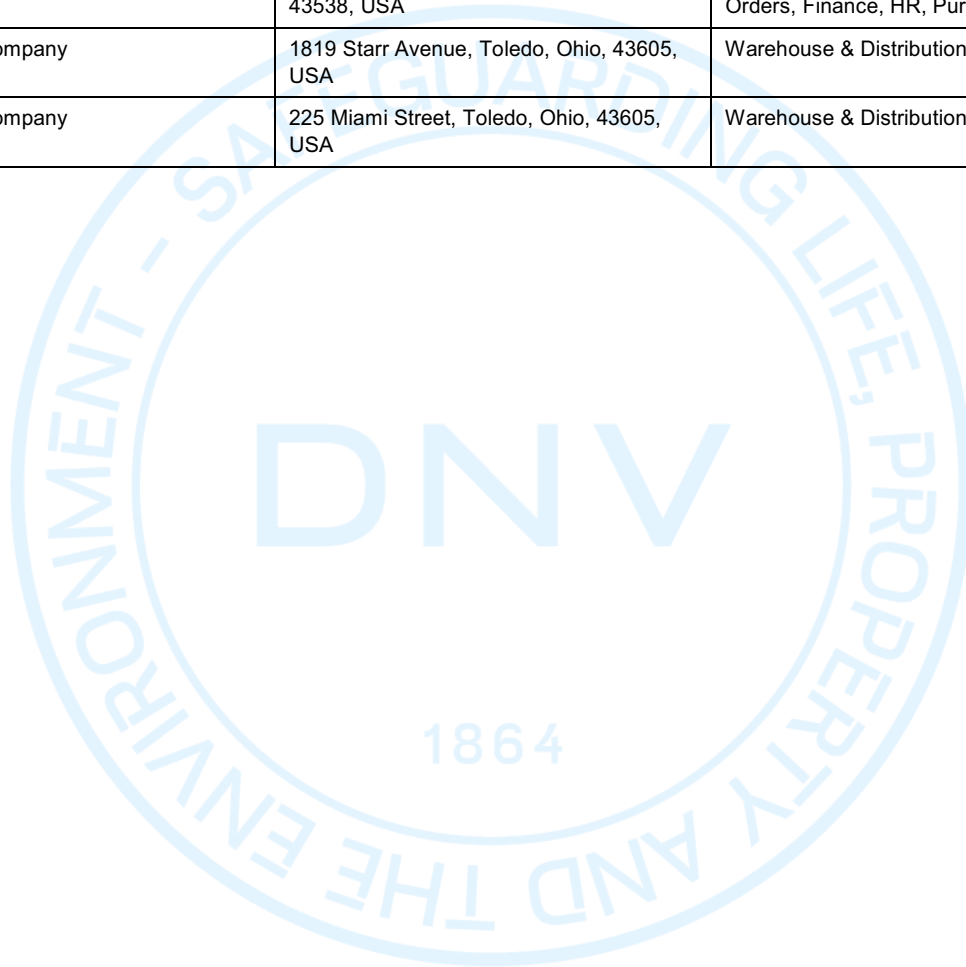 43538, USA
Orders, Finance, HR, Pur
ompany
1819 Starr Avenue, Toledo, Ohio, 43605,
USA
Warehouse & Distribution
ompany
225 Miami Street, Toledo, Ohio, 43605,
USA
Warehouse & Distribution
SAFEGUARDING LIFE, PROPERTY AND THE ENVIRONMENT -
DNV
1864